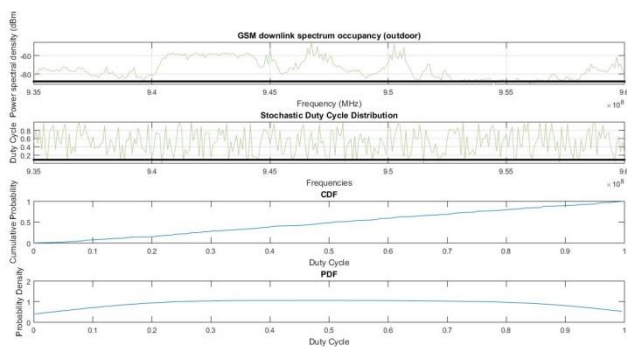 GSM downlink spectrum occupancy (outdoor)
Power spectral density (dBm
-60
-80
9.35 9.4 9.45 9.5 9.55 9.6
Frequency (MHz)
× 10⁸
Stochastic Duty Cycle Distribution
Duty Cycle
0.8
0.6
0.4
0.2
9.35 9.4 9.45 9.5 9.55 9.6
Frequencies
× 10⁸
CDF
Cumulative Probability
1
0.5
0
0 0.1 0.2 0.3 0.4 0.5 0.6 0.7 0.8 0.9 1
Duty Cycle
PDF
Probability Density
2
1
0
0 0.1 0.2 0.3 0.4 0.5 0.6 0.7 0.8 0.9 1
Duty Cycle